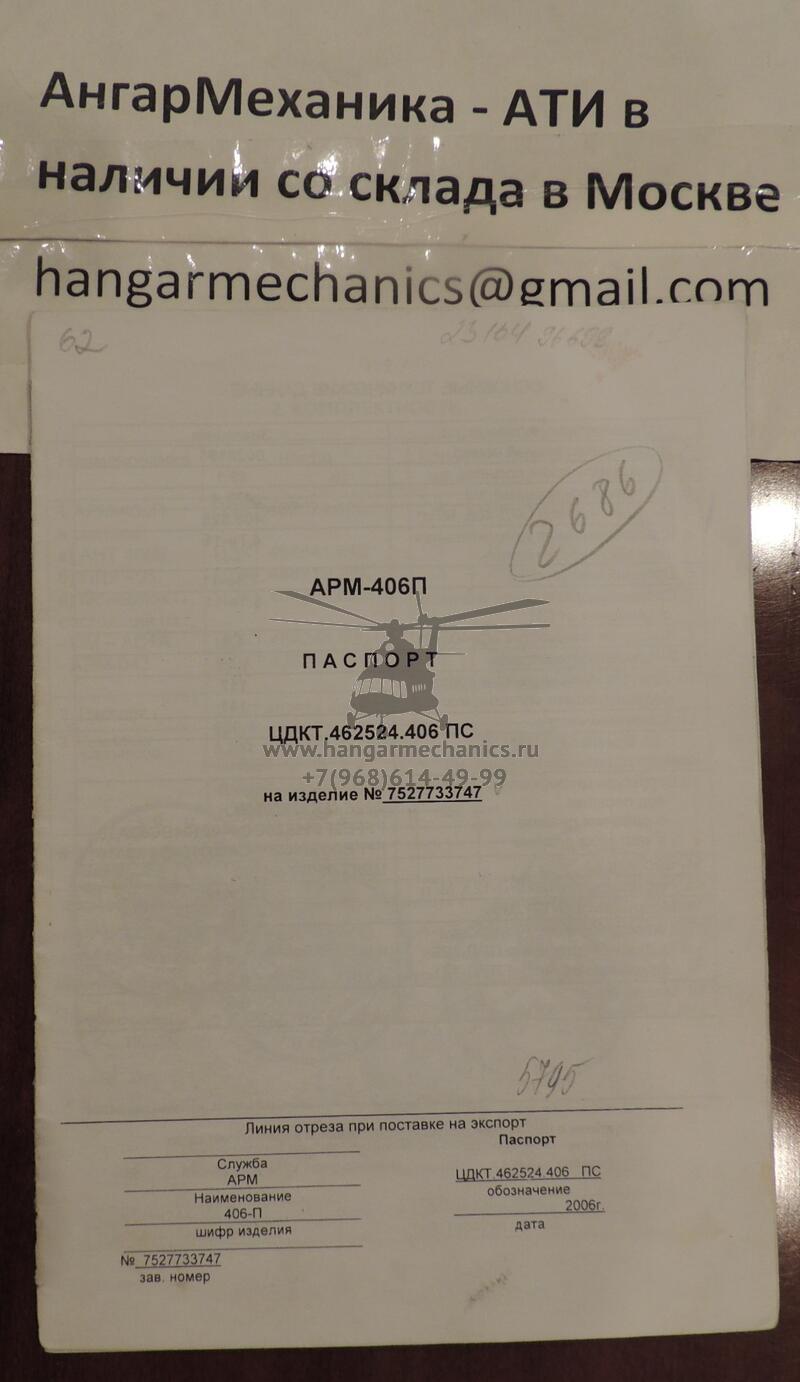 АнгарМеханика - АТИ в
наличии со склада в Москве
hangarmechanics@gmail.com
62
2686
АРМ-406П
ПАСПОРТ
ЦДКТ.462524.406 ПС
www.hangarmechanics.ru
+7(968)614-49-99
на изделие № 7527733747
5795
Линия отреза при поставке на экспорт
Паспорт
Служба
АРМ
Наименование
406-П
шифр изделия
№ 7527733747
зав. номер
ЦДКТ.462524.406 ПС
обозначение
2006г.
дата